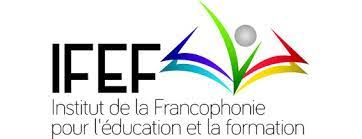 IFEF
Institut de la Francophonie
pour l'éducation et la formation